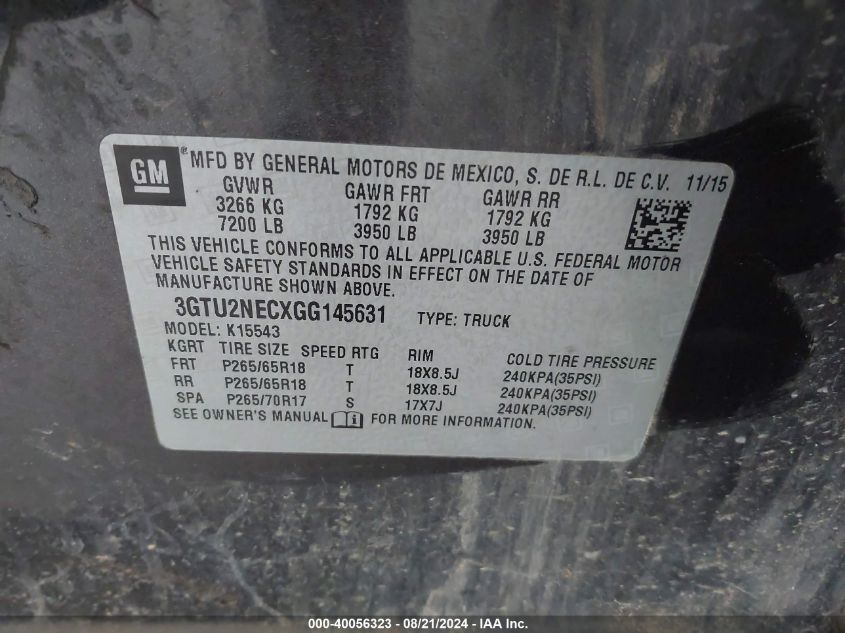 GM ® MFD BY GENERAL MOTORS DE MEXICO, S. DE R.L. DE C.V. 11/15
GVWR GAWR FRT GAWR RR
3266 KG 1792 KG 1792 KG
7200 LB 3950 LB 3950 LB
THIS VEHICLE CONFORMS TO ALL APPLICABLE U.S. FEDERAL MOTOR
VEHICLE SAFETY STANDARDS IN EFFECT ON THE DATE OF
MANUFACTURE SHOWN ABOVE.
3GTU2NECXGG145631 TYPE: TRUCK
MODEL: K15543
KGRT TIRE SIZE SPEED RTG RIM COLD TIRE PRESSURE
FRT P265/65R18 T 18X8.5J 240KPA(35PSI)
RR P265/65R18 T 18X8.5J 240KPA(35PSI)
SPA P265/70R17 S 17X7J 240KPA(35PSI)
SEE OWNER'S MANUAL i FOR MORE INFORMATION.
000-40056323 - 08/21/2024 - IAA Inc.